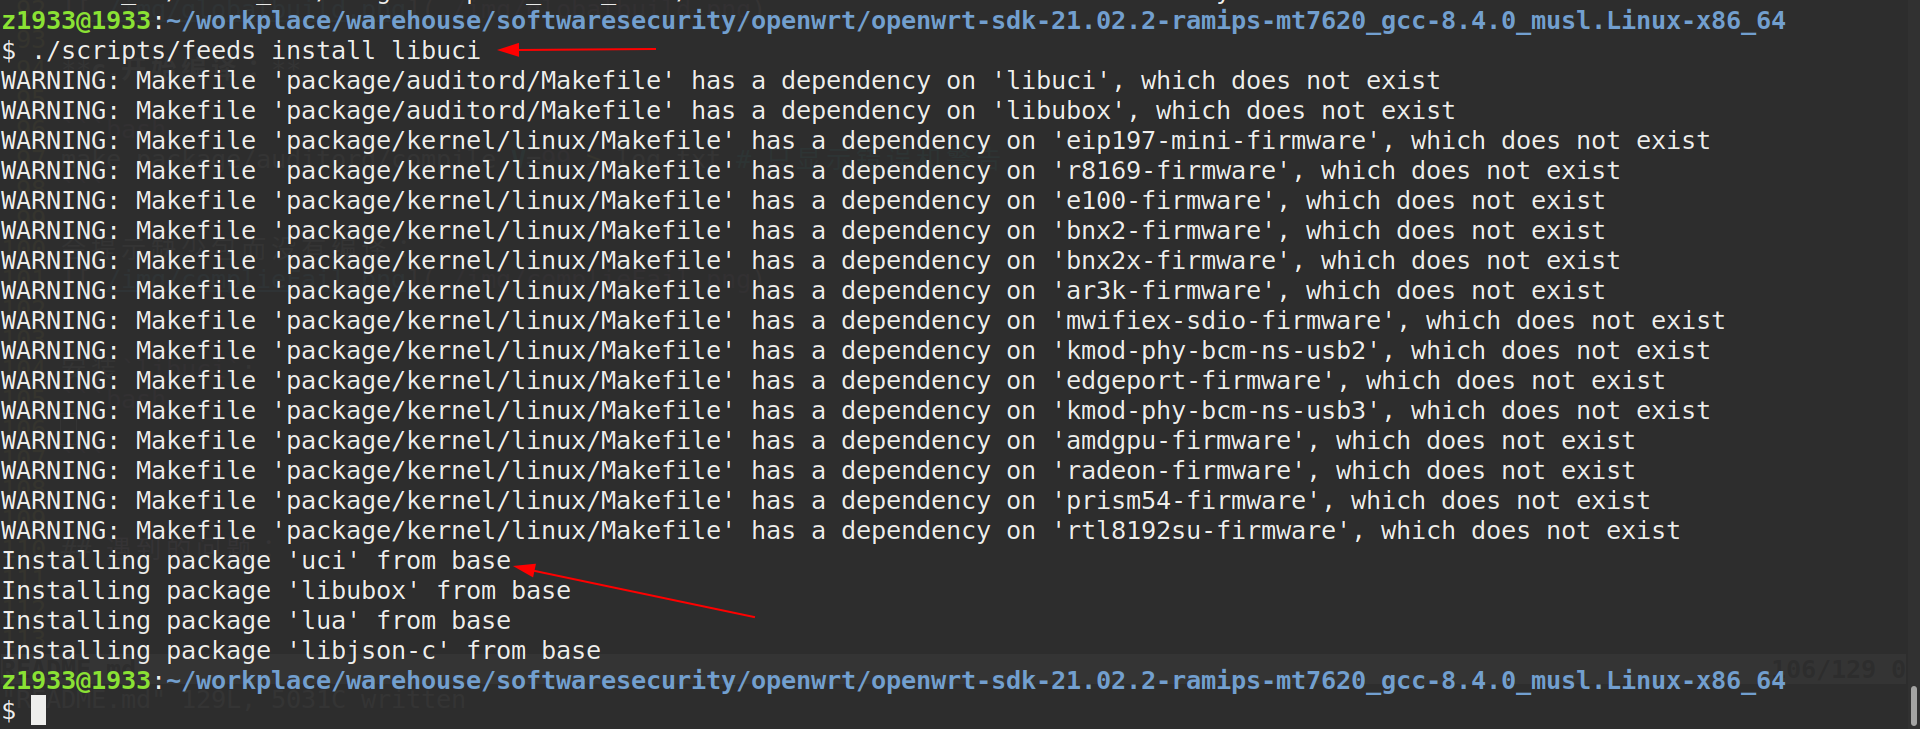 z1933@1933:~/workplace/warehouse/softwaresecurity/openwrt/openwrt-sdk-21.02.2-ramips-mt7620_gcc-8.4.0_musl.Linux-x86_64
$ ./scripts/feeds install libuci
WARNING: Makefile 'package/auditord/Makefile' has a dependency on 'libuci', which does not exist
WARNING: Makefile 'package/auditord/Makefile' has a dependency on 'libubox', which does not exist
WARNING: Makefile 'package/kernel/linux/Makefile' has a dependency on 'eip197-mini-firmware', which does not exist
WARNING: Makefile 'package/kernel/linux/Makefile' has a dependency on 'r8169-firmware', which does not exist
WARNING: Makefile 'package/kernel/linux/Makefile' has a dependency on 'e100-firmware', which does not exist
WARNING: Makefile 'package/kernel/linux/Makefile' has a dependency on 'bnx2-firmware', which does not exist
WARNING: Makefile 'package/kernel/linux/Makefile' has a dependency on 'bnx2x-firmware', which does not exist
WARNING: Makefile 'package/kernel/linux/Makefile' has a dependency on 'ar3k-firmware', which does not exist
WARNING: Makefile 'package/kernel/linux/Makefile' has a dependency on 'mwifiex-sdio-firmware', which does not exist
WARNING: Makefile 'package/kernel/linux/Makefile' has a dependency on 'kmod-phy-bcm-ns-usb2', which does not exist
WARNING: Makefile 'package/kernel/linux/Makefile' has a dependency on 'edgeport-firmware', which does not exist
WARNING: Makefile 'package/kernel/linux/Makefile' has a dependency on 'kmod-phy-bcm-ns-usb3', which does not exist
WARNING: Makefile 'package/kernel/linux/Makefile' has a dependency on 'amdgpu-firmware', which does not exist
WARNING: Makefile 'package/kernel/linux/Makefile' has a dependency on 'radeon-firmware', which does not exist
WARNING: Makefile 'package/kernel/linux/Makefile' has a dependency on 'prism54-firmware', which does not exist
WARNING: Makefile 'package/kernel/linux/Makefile' has a dependency on 'rtl8192su-firmware', which does not exist
Installing package 'uci' from base
Installing package 'libubox' from base
Installing package 'lua' from base
Installing package 'libjson-c' from base
106/129 0
z1933@1933:~/workplace/warehouse/softwaresecurity/openwrt/openwrt-sdk-21.02.2-ramips-mt7620_gcc-8.4.0_musl.Linux-x86_64
README.md" 129L, 5031C written
$